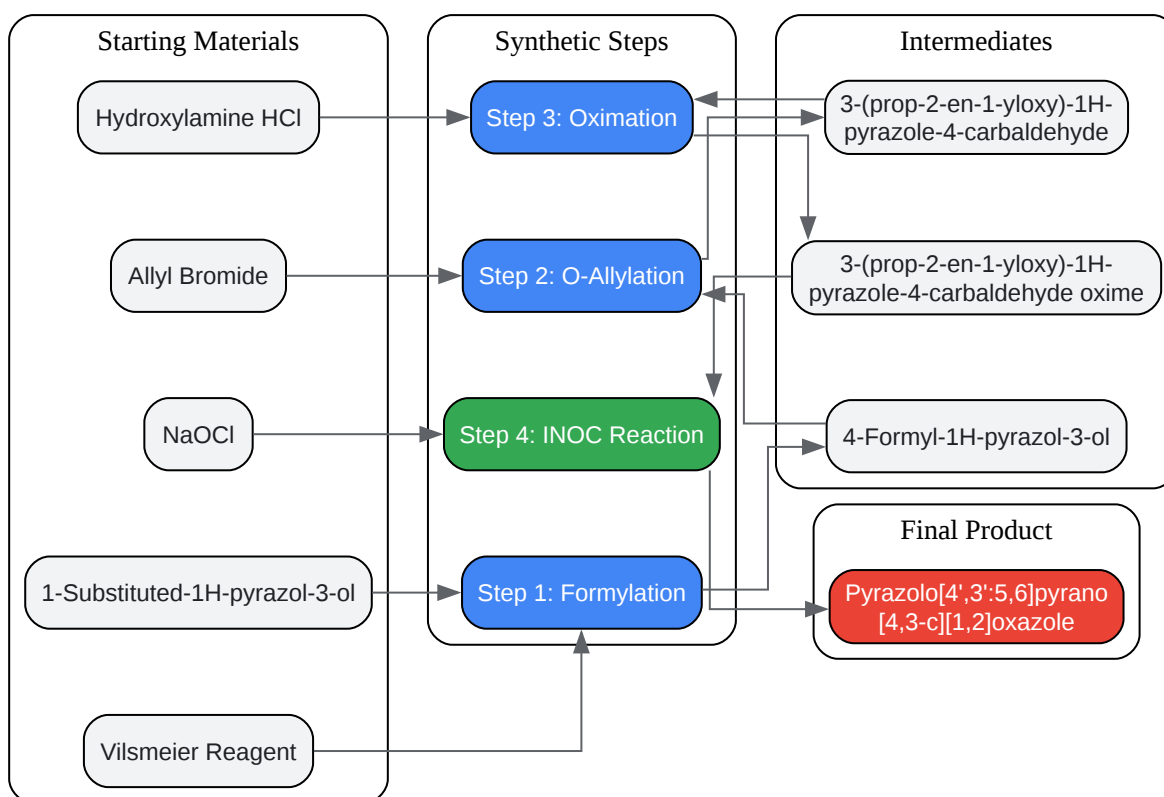 Starting Materials
Hydroxylamine HCl
Allyl Bromide
NaOCl
1-Substituted-1H-pyrazol-3-ol
Vilsmeier Reagent
Synthetic Steps
Step 3: Oximation
Step 2: O-Allylation
Step 4: INOC Reaction
Step 1: Formylation
Intermediates
3-(prop-2-en-1-yloxy)-1H-
pyrazole-4-carbaldehyde
3-(prop-2-en-1-yloxy)-1H-
pyrazole-4-carbaldehyde oxime
4-Formyl-1H-pyrazol-3-ol
Final Product
Pyrazolo[4',3':5,6]pyrano
[4,3-c][1,2]oxazole